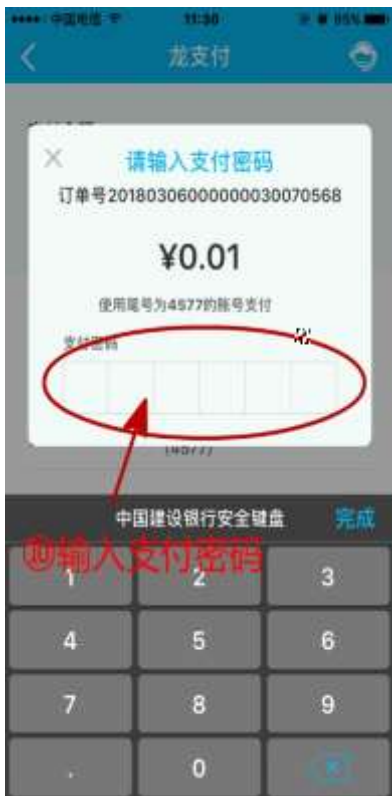 中国电信 11:30 95%
龙支付
请输入支付密码
订单号20180306000000030070568
¥0.01
使用尾号为4577的账号支付
支付密码
(4577)
中国建设银行安全键盘 完成
⑩输入支付密码
1 2 3
4 5 6
7 8 9
. 0